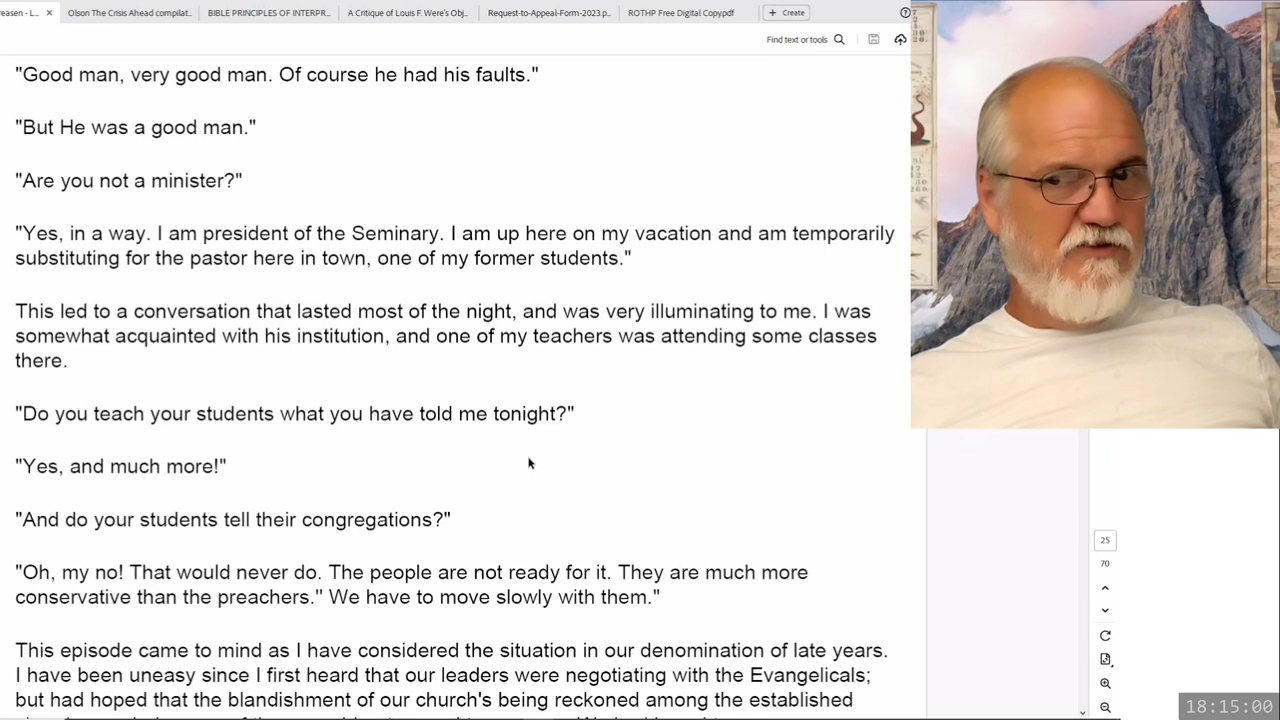 reasen - L...
Olson The Crisis Ahead compilat..
BIBLE PRINCIPLES OF INTERPR...
A Critique of Louis F. Were's Obj..
Request-to-Appeal-Form-2023.p..
ROTHP Free Digital Copypdf
+ Create
Find text or tools
"Good man, very good man. Of course he had his faults."
"But He was a good man."
"Are you not a minister?"
"Yes, in a way. I am president of the Seminary. I am up here on my vacation and am temporarily
substituting for the pastor here in town, one of my former students."
This led to a conversation that lasted most of the night, and was very illuminating to me. I was
somewhat acquainted with his institution, and one of my teachers was attending some classes
there.
"Do you teach your students what you have told me tonight?"
"Yes, and much more!"
"And do your students tell their congregations?"
"Oh, my no! That would never do. The people are not ready for it. They are much more
conservative than the preachers." We have to move slowly with them."
This episode came to mind as I have considered the situation in our denomination of late years.
I have been uneasy since I first heard that our leaders were negotiating with the Evangelicals;
but had hoped that the blandishment of our church's being reckoned among the established
25
70
18:15:00